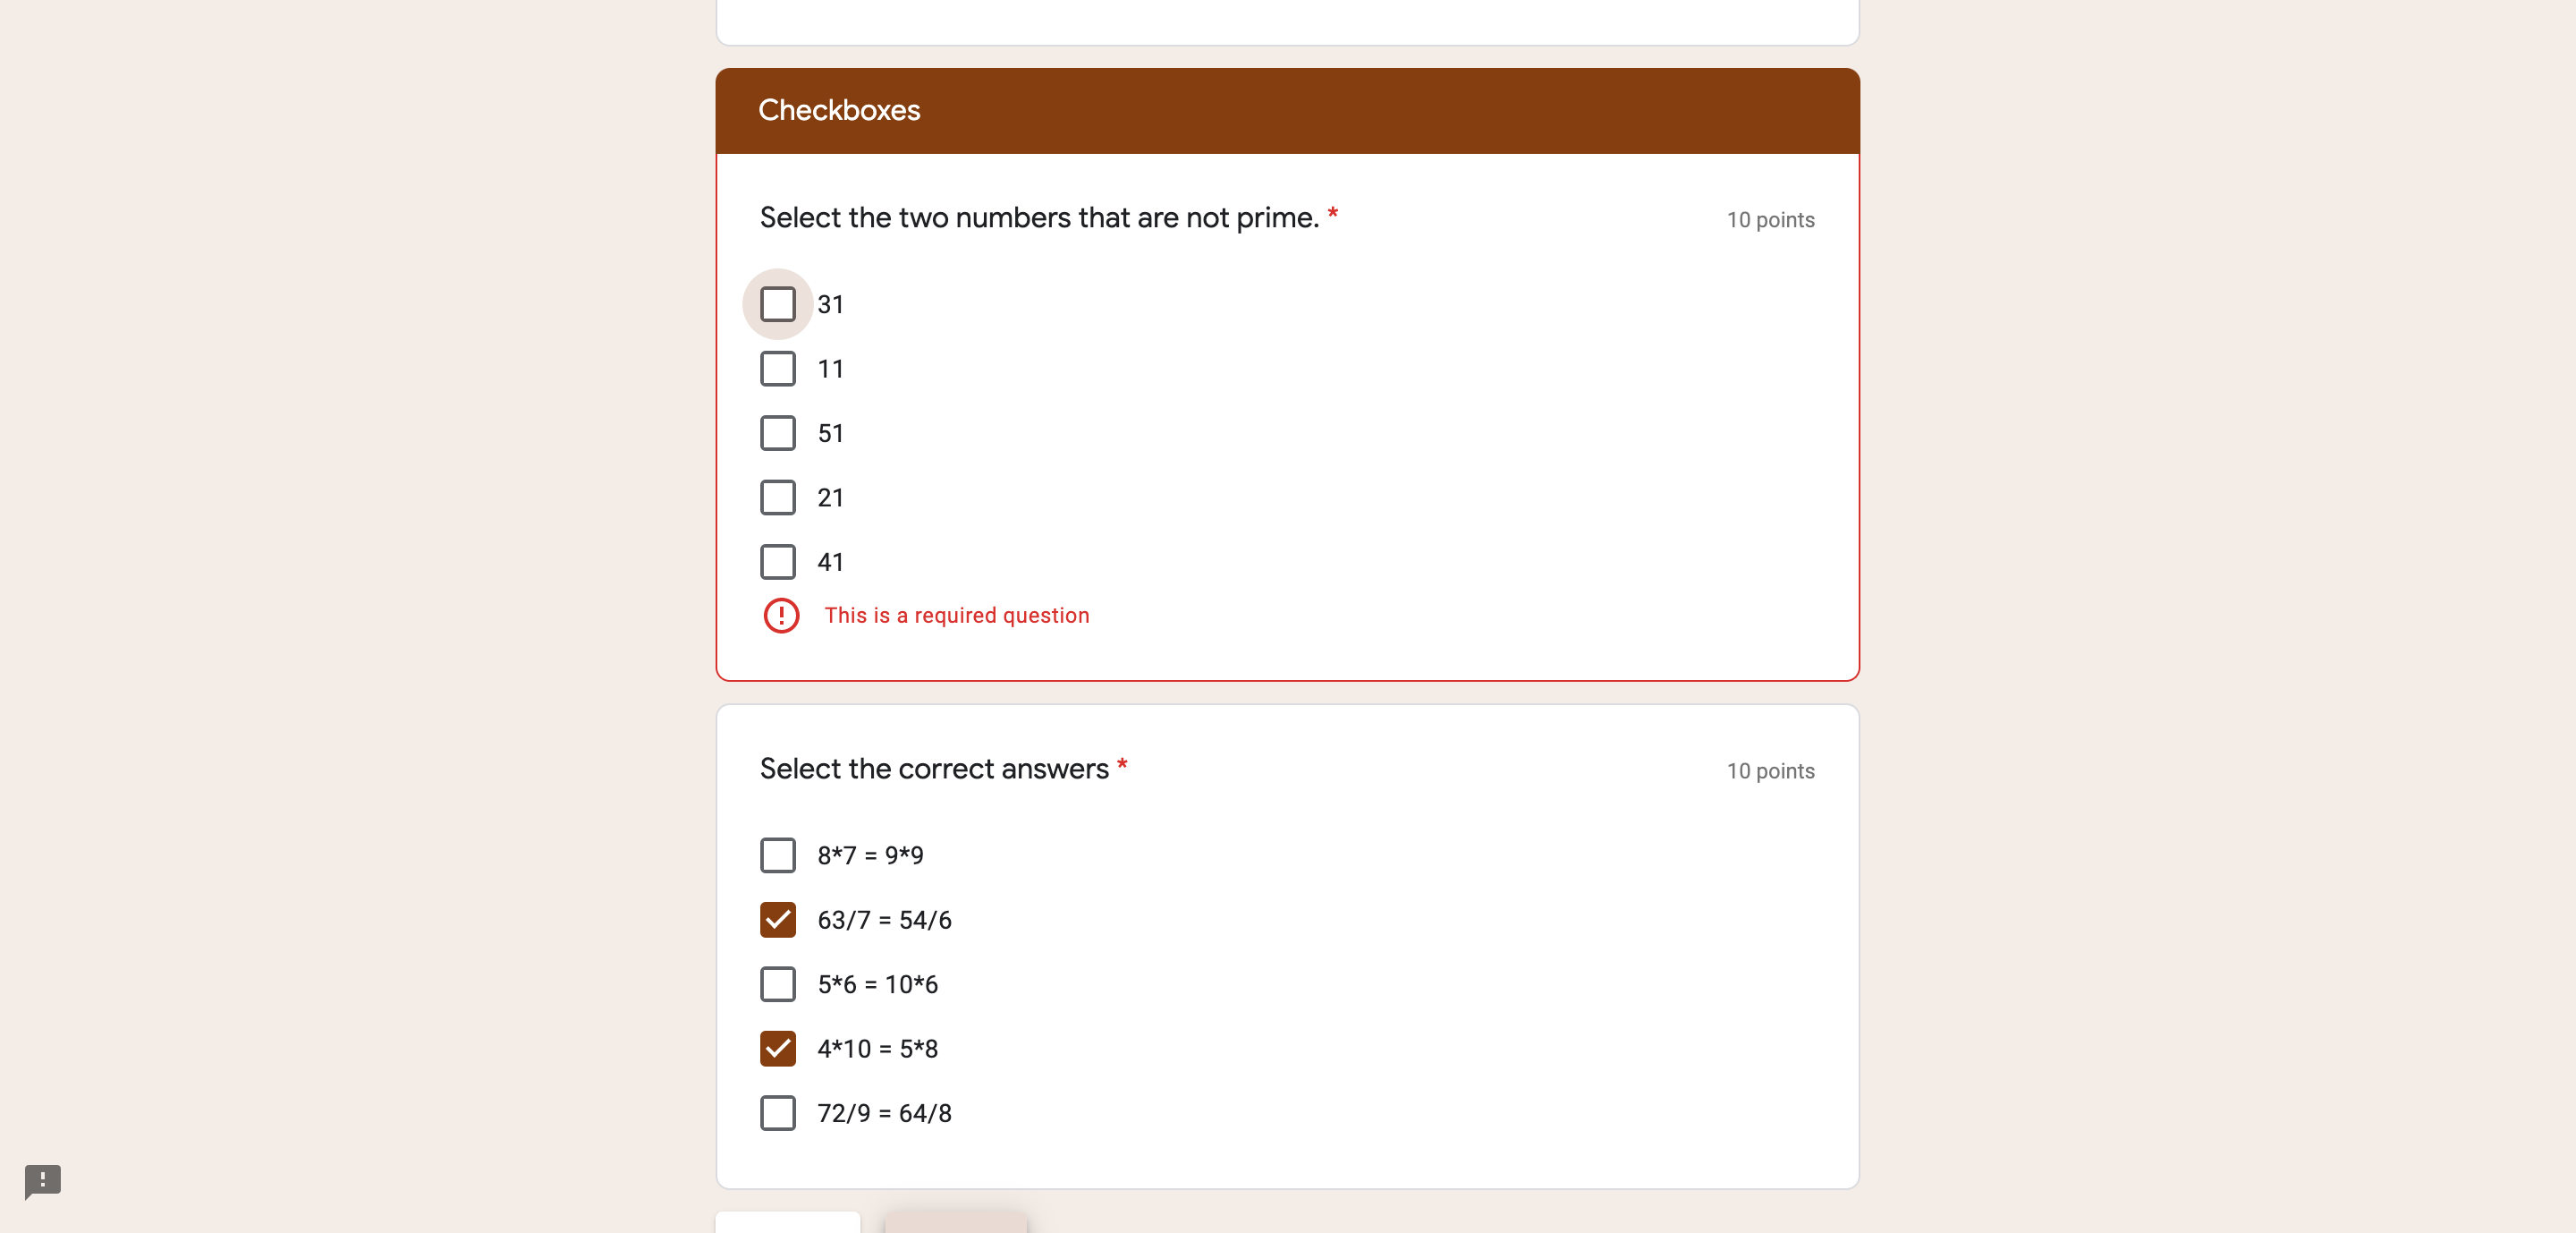 Checkboxes
Select the two numbers that are not prime. *
10 points
31
11
51
21
41
This is a required question
Select the correct answers *
10 points
8*7 = 9*9
63/7 = 54/6
5*6 = 10*6
4*10 = 5*8
72/9 = 64/8